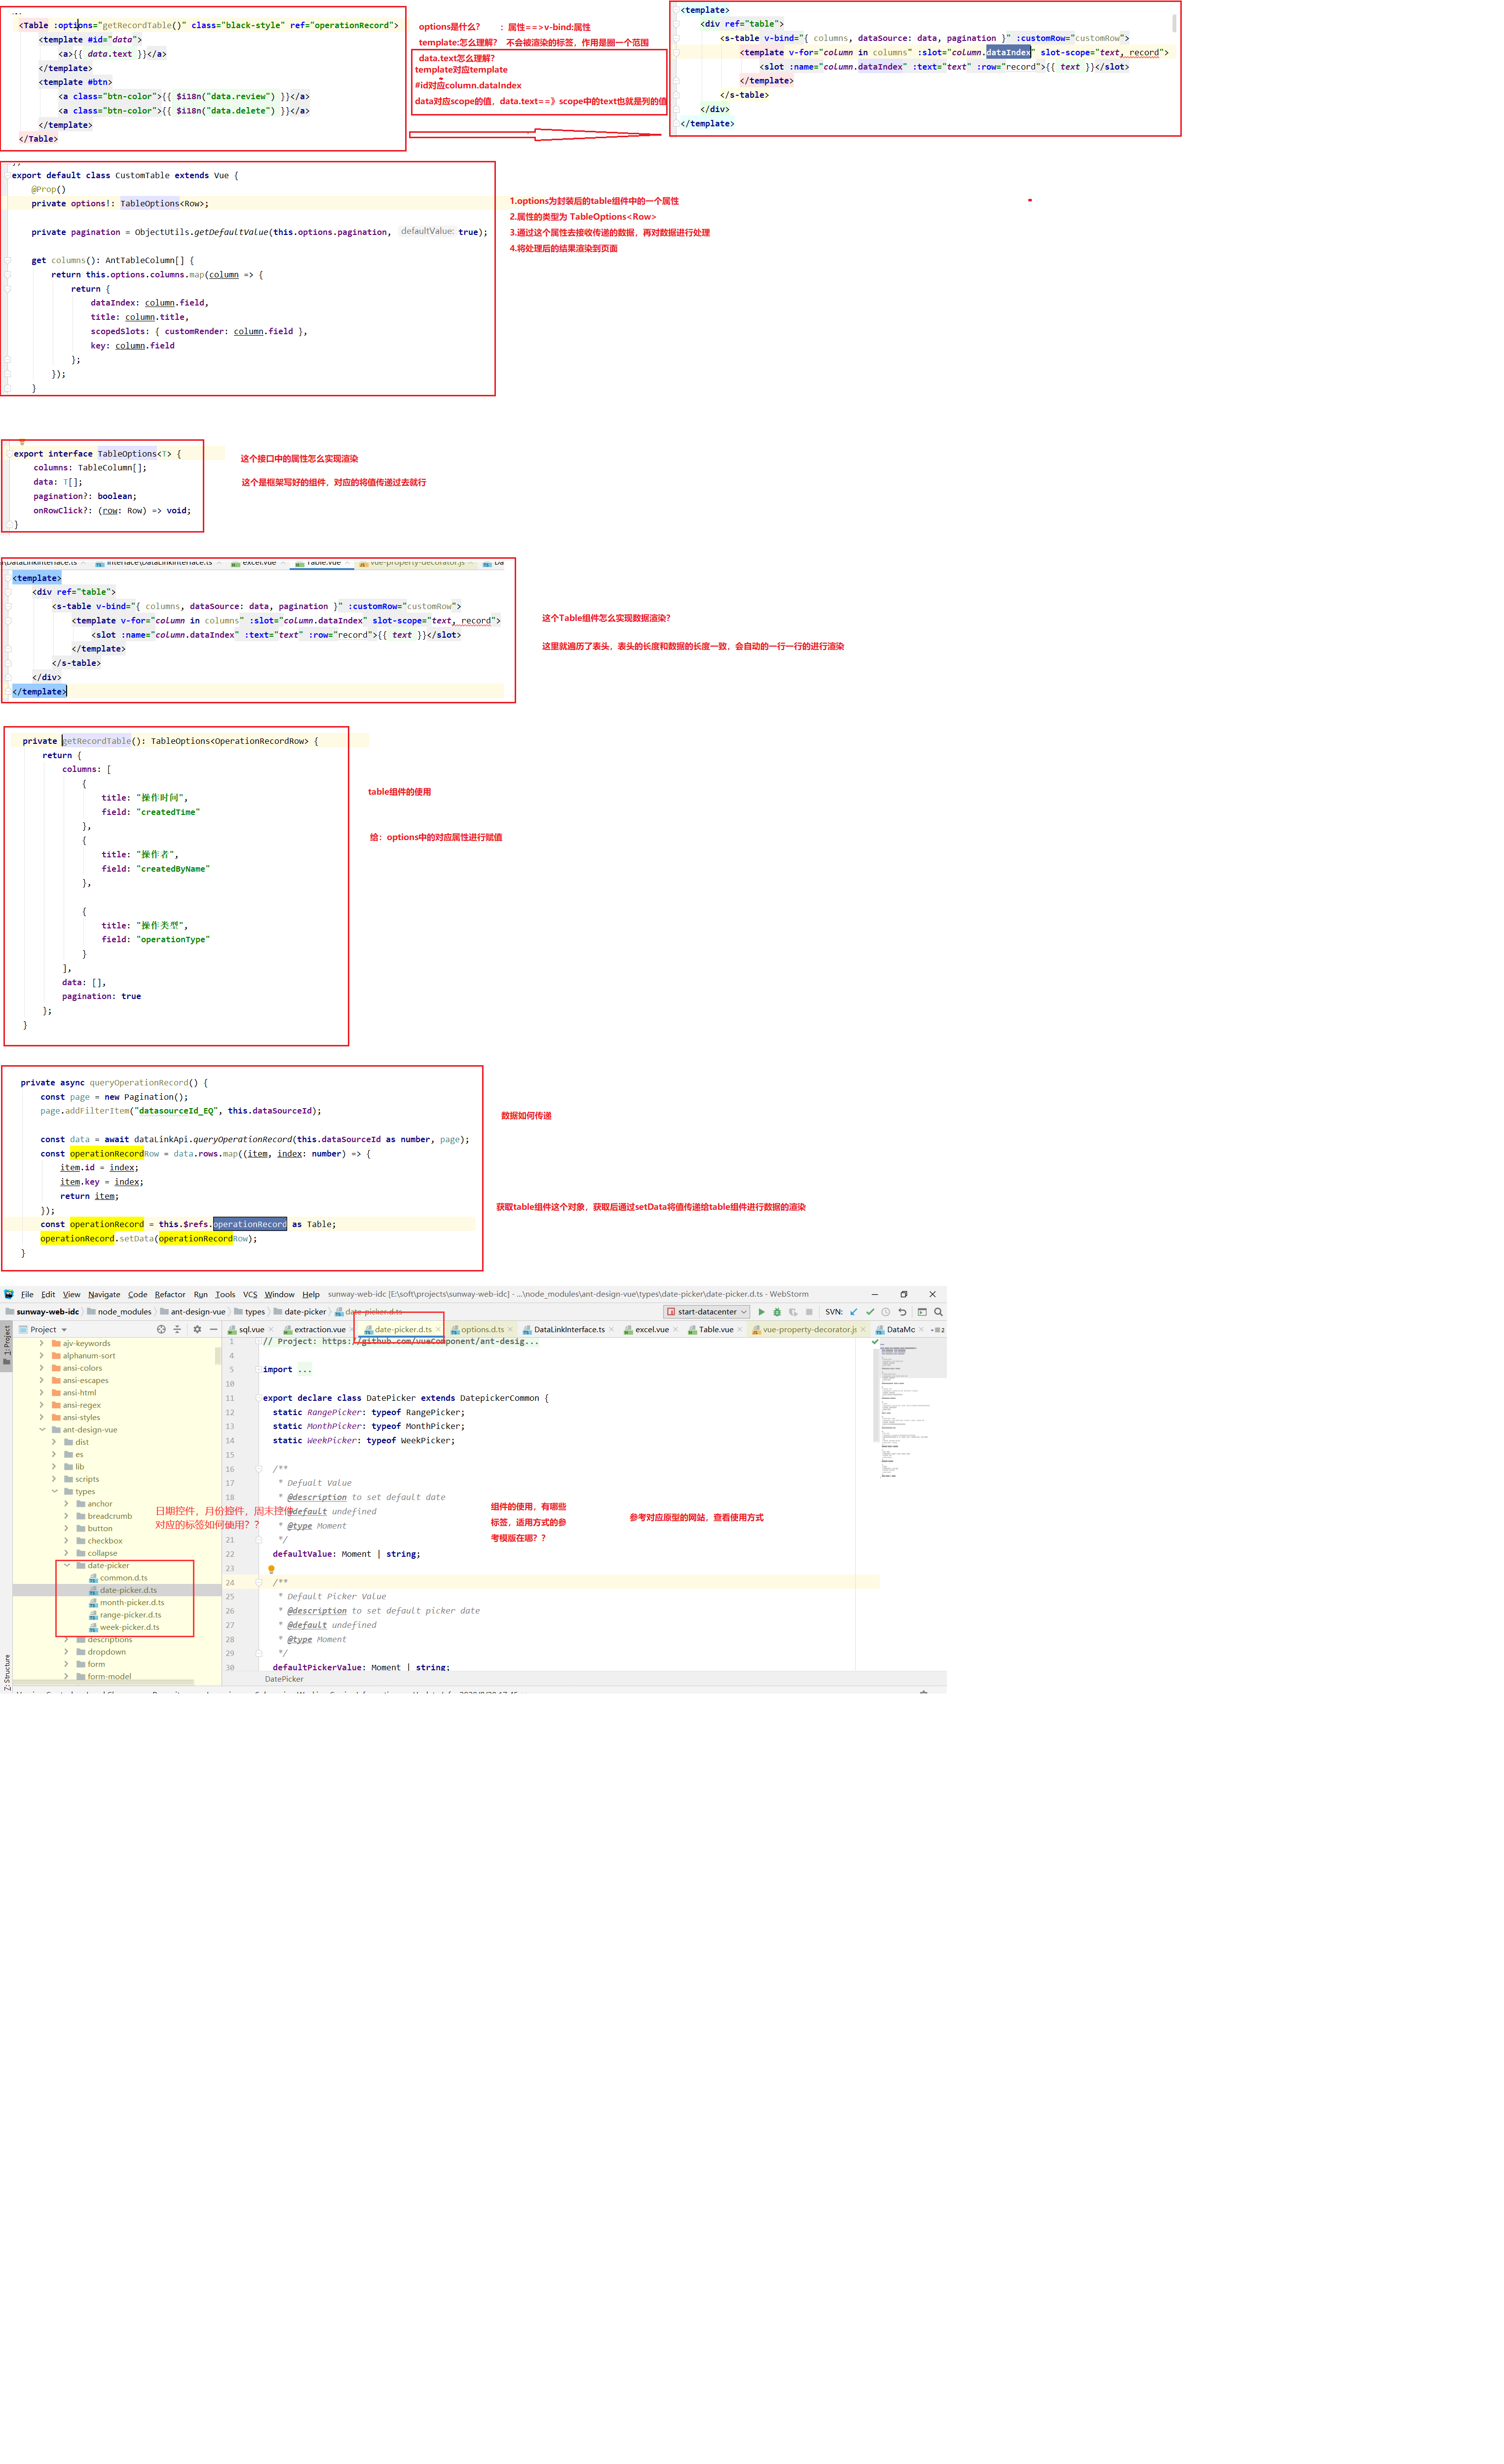 <Table :options="getRecordTable()" class="black-style" ref="operationRecord">
<template #id="data">
<a>{{ data.text }}</a>
</template>
<template #btn>
<a class="btn-color">{{ $i18n("data.review") }}</a>
<a class="btn-color">{{ $i18n("data.delete") }}</a>
</template>
</Table>
options是什么? : 属性==>v-bind:属性
template:怎么理解? 不会被渲染的标签，作用是圈一个范围
data.text怎么理解?
template对应template
#id对应column.dataIndex
data对应scope的值，data.text==》scope中的text也就是列的值
<template>
<div ref="table">
<s-table v-bind="{ columns, dataSource: data, pagination }" :customRow="customRow">
<template v-for="column in columns" :slot="column.dataIndex" slot-scope="text, record">
<slot :name="column.dataIndex" :text="text" :row="record">{{ text }}</slot>
</template>
</s-table>
</div>
</template>
export default class CustomTable extends Vue {
@Prop()
private options!: TableOptions<Row>;
private pagination = ObjectUtils.getDefaultValue(this.options.pagination, defaultValue: true);
get columns(): AntTableColumn[] {
return this.options.columns.map(column => {
return {
dataIndex: column.field,
title: column.title,
scopedSlots: { customRender: column.field },
key: column.field
};
});
}
1.options为封装后的table组件中的一个属性
2.属性的类型为 TableOptions<Row>
3.通过这个属性去接收传递的数据，再对数据进行处理
4.将处理后的结果渲染到页面
export interface TableOptions<T> {
columns: TableColumn[];
data: T[];
pagination?: boolean;
onRowClick?: (row: Row) => void;
}
这个接口中的属性怎么实现渲染
这个是框架写好的组件，对应的将值传递过去就行
\DataLinkInterface.ts interface\DataLinkInterface.ts excel.vue Table.vue vue-property-decorator.js Da
<template>
<div ref="table">
<s-table v-bind="{ columns, dataSource: data, pagination }" :customRow="customRow">
<template v-for="column in columns" :slot="column.dataIndex" slot-scope="text, record">
<slot :name="column.dataIndex" :text="text" :row="record">{{ text }}</slot>
</template>
</s-table>
</div>
</template>
这个Table组件怎么实现数据渲染?
这里就遍历了表头，表头的长度和数据的长度一致，会自动的一行一行的进行渲染
private getRecordTable(): TableOptions<OperationRecordRow> {
return {
columns: [
{
title: "操作时间",
field: "createdTime"
},
{
title: "操作者",
field: "createdByName"
},
{
title: "操作类型",
field: "operationType"
}
],
data: [],
pagination: true
};
}
table组件的使用
给：options中的对应属性进行赋值
private async queryOperationRecord() {
const page = new Pagination();
page.addFilterItem("datasourceId_EQ", this.dataSourceId);
const data = await dataLinkApi.queryOperationRecord(this.dataSourceId as number, page);
const operationRecordRow = data.rows.map((item, index: number) => {
item.id = index;
item.key = index;
return item;
});
const operationRecord = this.$refs.operationRecord as Table;
operationRecord.setData(operationRecordRow);
}
数据如何传递
获取table组件这个对象，获取后通过setData将值传递给table组件进行数据的渲染
File Edit View Navigate Code Refactor Run Tools VCS Window Help sunway-web-idc [E:\soft\projects\sunway-web-idc] - ...\node_modules\ant-design-vue\types\date-picker\date-picker.d.ts - WebStorm
sunway-web-idc node_modules ant-design-vue types date-picker date-picker.d.ts start-datacenter SVN:
1: Project
Project
sql.vue extraction.vue date-picker.d.ts options.d.ts DataLinkInterface.ts excel.vue Table.vue vue-property-decorator.js DataMc
ajv-keywords
alphanum-sort
ansi-colors
ansi-escapes
ansi-html
ansi-regex
ansi-styles
ant-design-vue
dist
es
lib
scripts
types
anchor
breadcrumb
button
checkbox
collapse
date-picker
common.d.ts
date-picker.d.ts
month-picker.d.ts
range-picker.d.ts
week-picker.d.ts
descriptions
dropdown
form
form-model
Z: Structure
1 // Project: https://github.com/vueComponent/ant-desig...
4
5 import ...
10
11 export declare class DatePicker extends DatepickerCommon {
12 static RangePicker: typeof RangePicker;
13 static MonthPicker: typeof MonthPicker;
14 static WeekPicker: typeof WeekPicker;
15
16 /**
17 * Defualt Value
18 * @description to set default date
* @default undefined
* @type Moment
21 */
22 defaultValue: Moment | string;
23
24 /**
25 * Default Picker Value
26 * @description to set default picker date
27 * @default undefined
28 * @type Moment
29 */
30 defaultPickerValue: Moment | string;
DatePicker
日期控件，月份控件，周末控件
对应的标签如何使用？？
组件的使用，有哪些
标签，适用方式的参
考模版在哪？？
参考对应原型的网站，查看使用方式